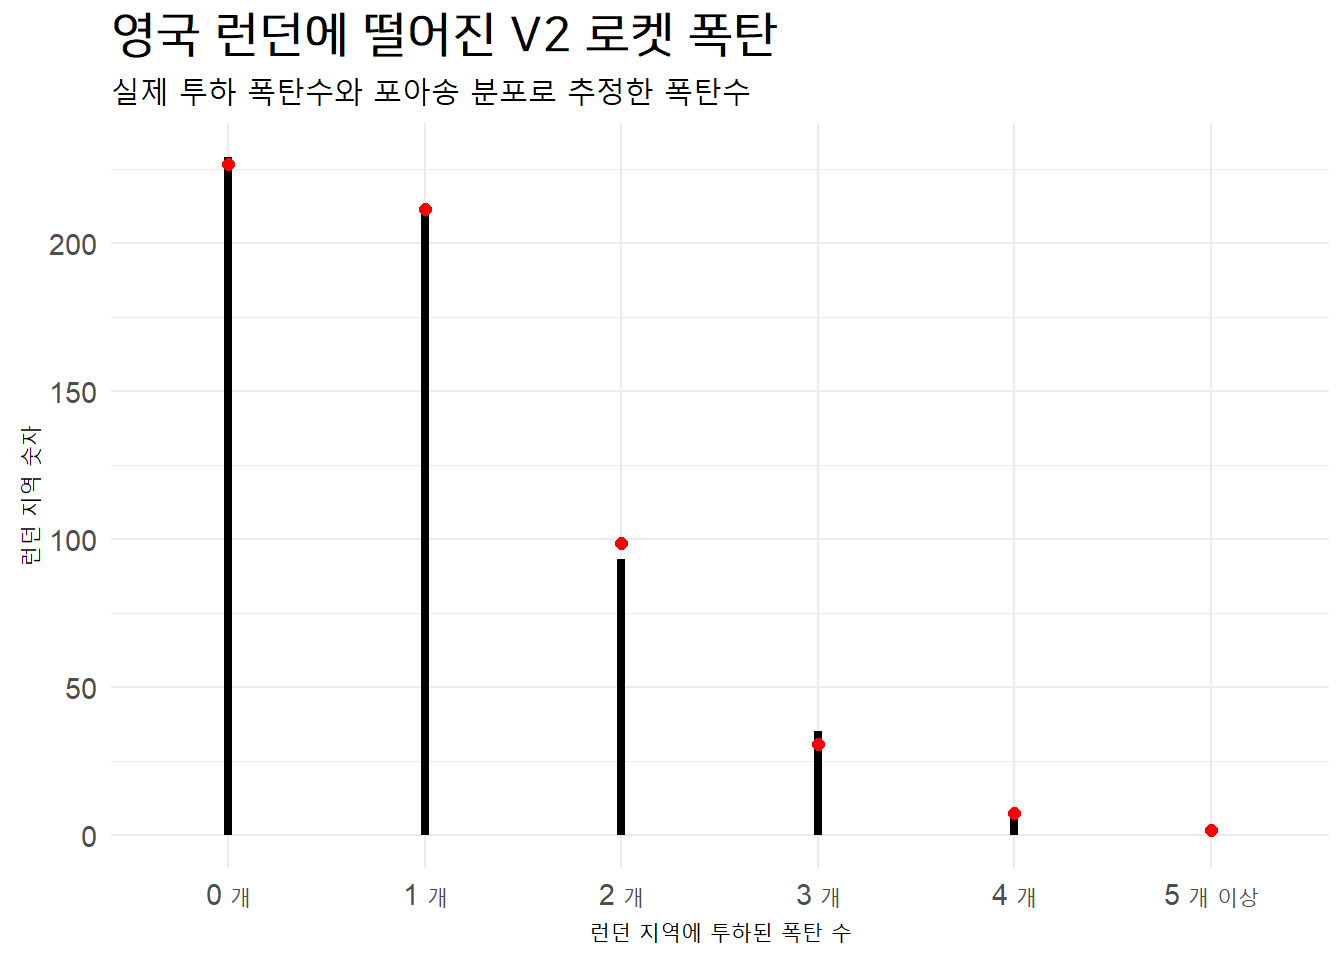 영국 런던에 떨어진 V2 로켓 폭탄
실제 투하 폭탄수와 포아송 분포로 추정한 폭탄수
런던 지역 숫자
200
150
100
50
0
0 개
1 개
2 개
3 개
4 개
5 개 이상
런던 지역에 투하된 폭탄 수